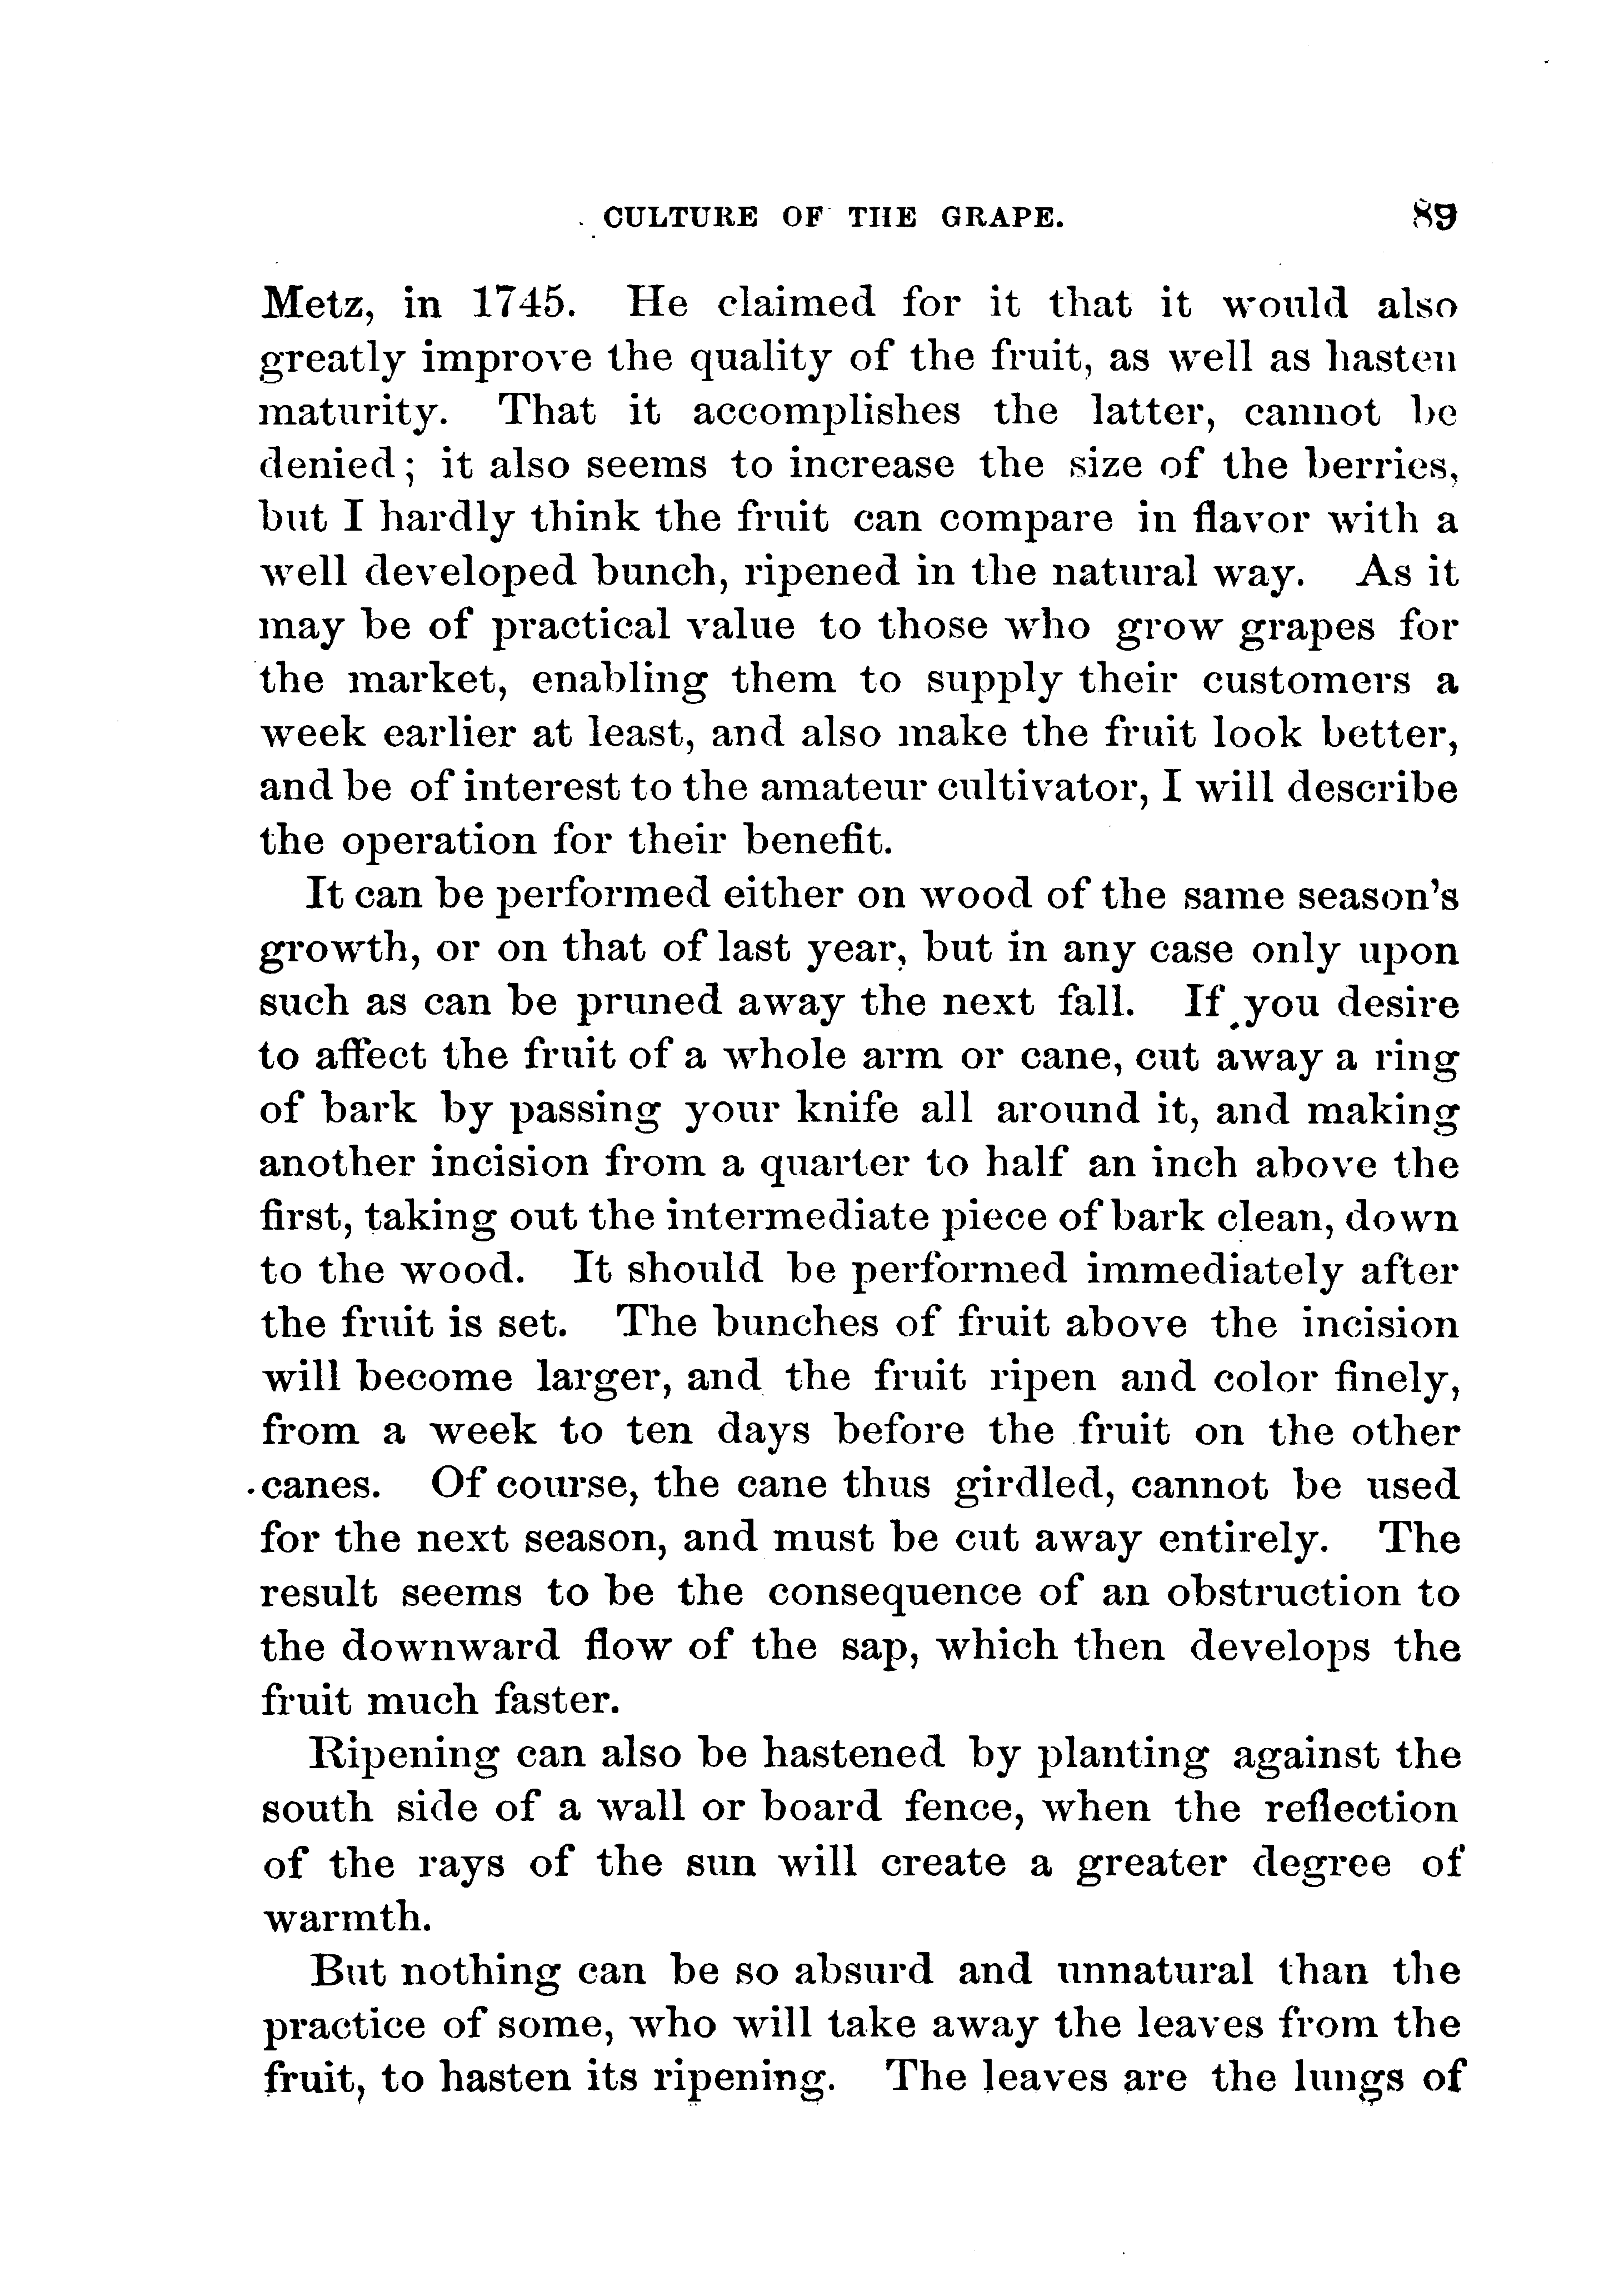 CULTURE OF THE GRAPE. 89
Metz, in 1745. He claimed for it that it would also
greatly improve the quality of the fruit, as well as hasten
maturity. That it accomplishes the latter, cannot be
denied; it also seems to increase the size of the berries,
but I hardly think the fruit can compare in flavor with a
well developed bunch, ripened in the natural way. As it
may be of practical value to those who grow grapes for
the market, enabling them to supply their customers a
week earlier at least, and also make the fruit look better,
and be of interest to the amateur cultivator, I will describe
the operation for their benefit.
It can be performed either on wood of the same season's
growth, or on that of last year, but in any case only upon
such as can be pruned away the next fall. If you desire
to affect the fruit of a whole arm or cane, cut away a ring
of bark by passing your knife all around it, and making
another incision from a quarter to half an inch above the
first, taking out the intermediate piece of bark clean, down
to the wood. It should be performed immediately after
the fruit is set. The bunches of fruit above the incision
will become larger, and the fruit ripen and color finely,
from a week to ten days before the fruit on the other
canes. Of course, the cane thus girdled, cannot be used
for the next season, and must be cut away entirely. The
result seems to be the consequence of an obstruction to
the downward flow of the sap, which then develops the
fruit much faster.
Ripening can also be hastened by planting against the
south side of a wall or board fence, when the reflection
of the rays of the sun will create a greater degree of
warmth.
But nothing can be so absurd and unnatural than the
practice of some, who will take away the leaves from the
fruit, to hasten its ripening. The leaves are the lungs of